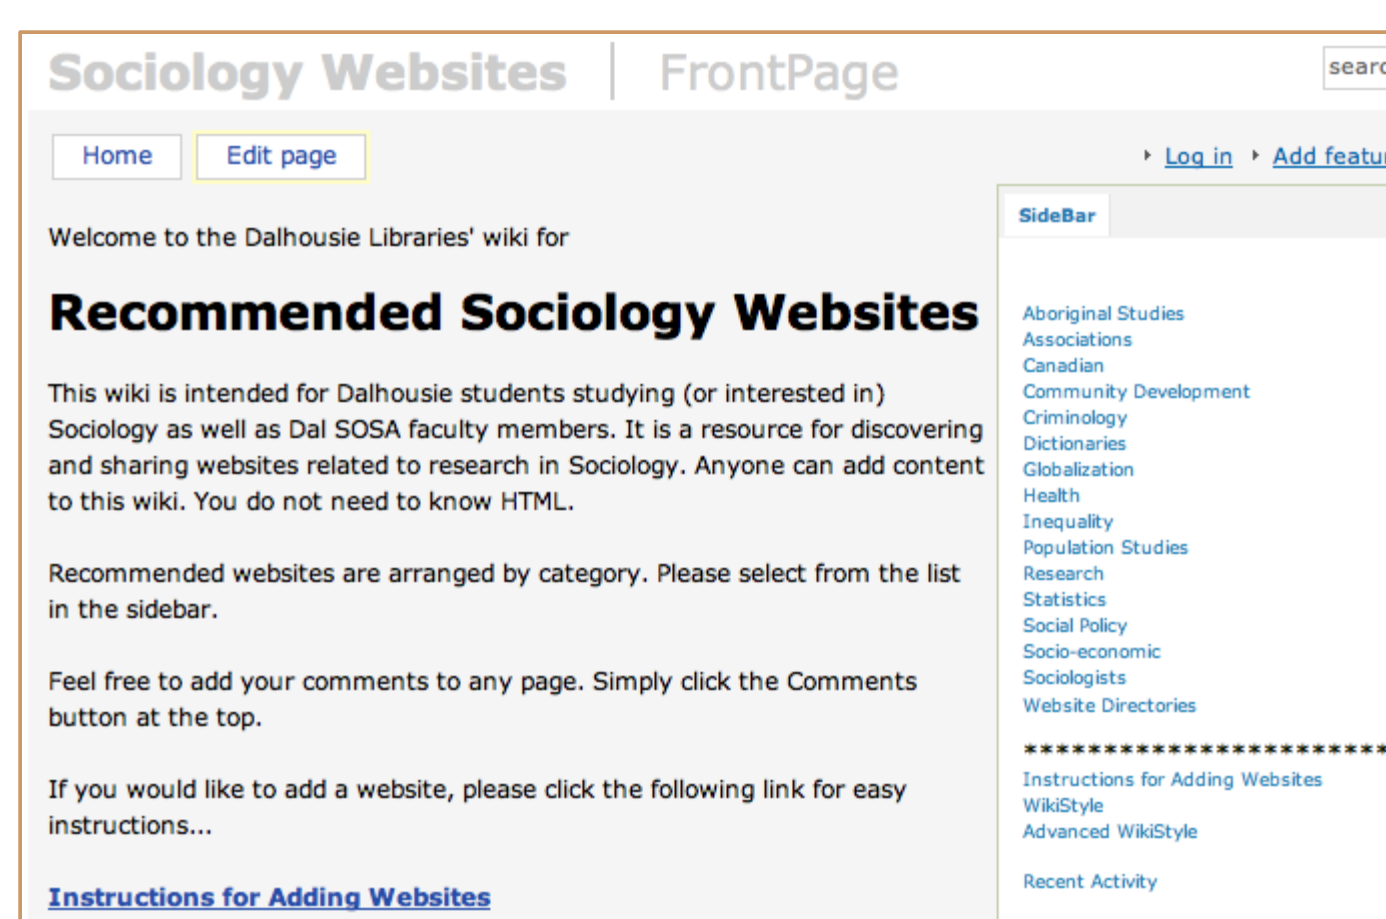 Sociology Websites | FrontPage
searc
Home Edit page
Log in Add featur
Welcome to the Dalhousie Libraries' wiki for
Recommended Sociology Websites
This wiki is intended for Dalhousie students studying (or interested in)
Sociology as well as Dal SOSA faculty members. It is a resource for discovering
and sharing websites related to research in Sociology. Anyone can add content
to this wiki. You do not need to know HTML.
Recommended websites are arranged by category. Please select from the list
in the sidebar.
Feel free to add your comments to any page. Simply click the Comments
button at the top.
If you would like to add a website, please click the following link for easy
instructions...
Instructions for Adding Websites
SideBar
Aboriginal Studies
Associations
Canadian
Community Development
Criminology
Dictionaries
Globalization
Health
Inequality
Population Studies
Research
Statistics
Social Policy
Socio-economic
Sociologists
Website Directories
***********************
Instructions for Adding Websites
WikiStyle
Advanced WikiStyle
Recent Activity